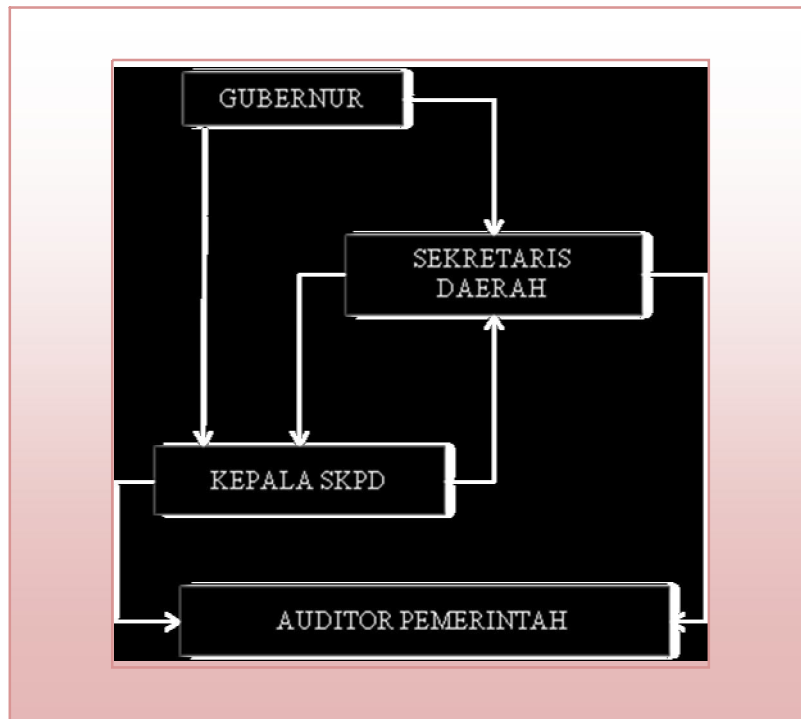 GUBERNUR
SEKRETARIS
DAERAH
KEPALA SKPD
AUDITOR PEMERINTAH